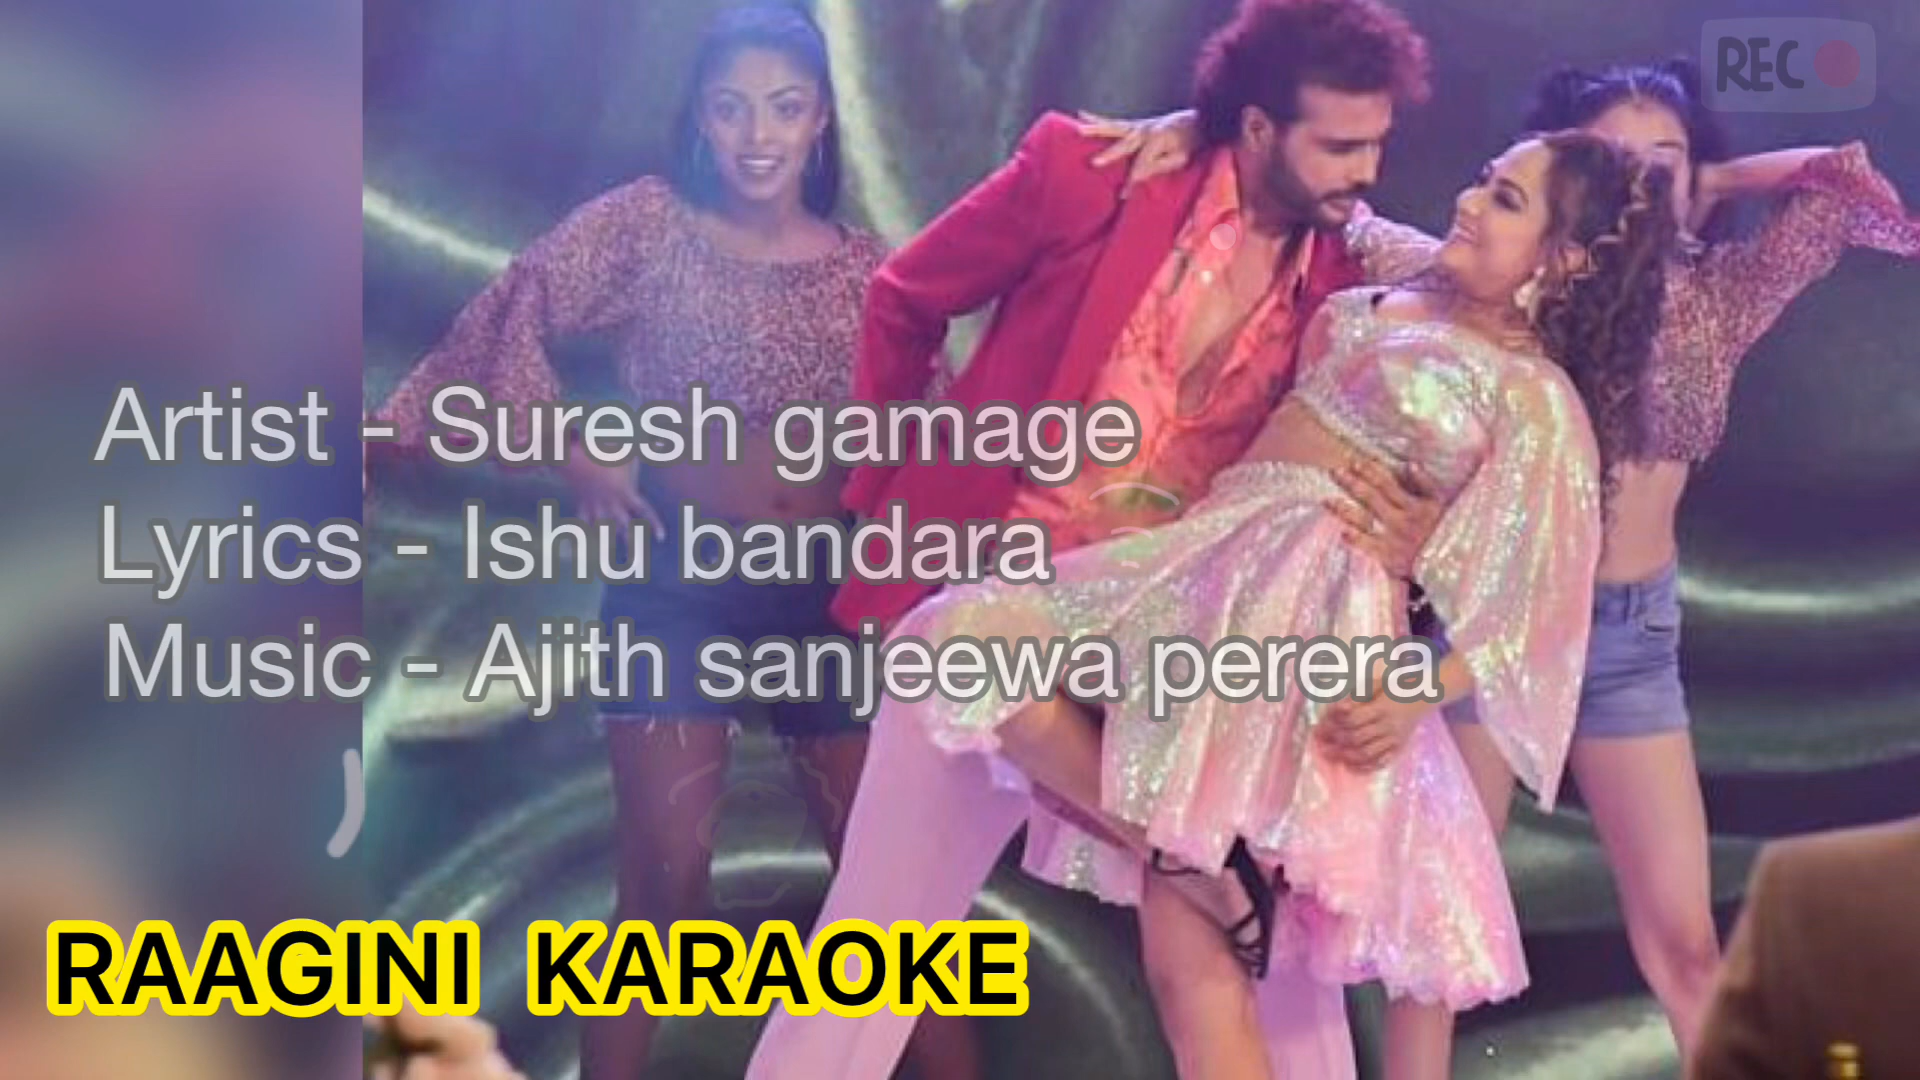 REC
Artist - Suresh gamage
Lyrics - Ishu bandara
Music - Ajith sanjeewa perera
RAAGINI KARAOKE